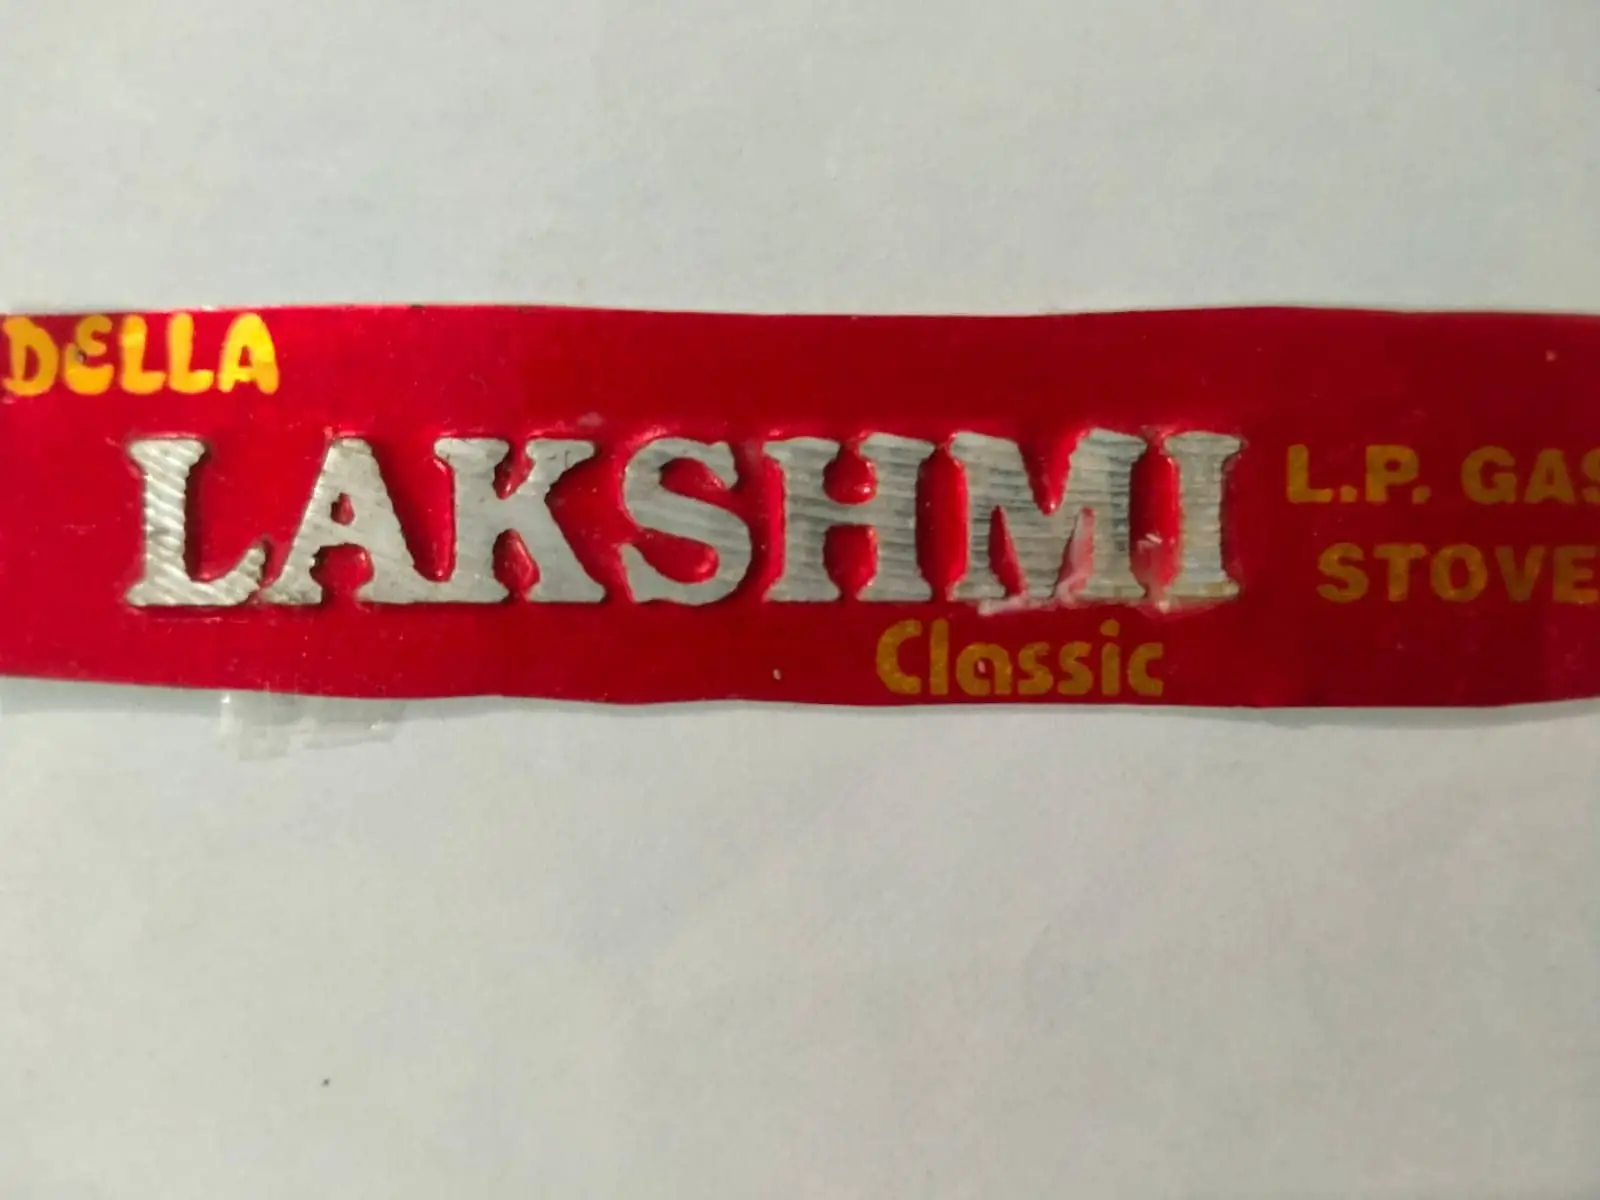 DELLA
LAKSHMI
L.P. GAS
STOVE
Classic